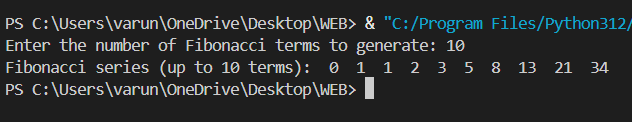 PS C:\Users\varun\OneDrive\Desktop\WEB> & "C:/Program Files/Python312/
Enter the number of Fibonacci terms to generate: 10
Fibonacci series (up to 10 terms):  0  1  1  2  3  5  8  13  21  34
PS C:\Users\varun\OneDrive\Desktop\WEB>